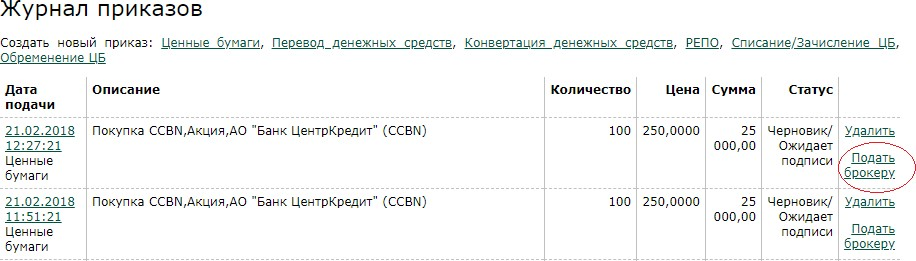 Журнал приказов
Создать новый приказ: Ценные бумаги, Перевод денежных средств, Конвертация денежных средств, РЕПО, Списание/Зачисление ЦБ,
Обременение ЦБ
Дата подачи Описание Количество Цена Сумма Статус
21.02.2018 Покупка CCBN,Акция,АО "Банк ЦентрКредит" (CCBN) 100 250,0000 25 Черновик/ Удалить
12:27:21 000,00 Ожидает
Ценные подписи Подать
бумаги брокеру
21.02.2018 Покупка CCBN,Акция,АО "Банк ЦентрКредит" (CCBN) 100 250,0000 25 Черновик/ Удалить
11:51:21 000,00 Ожидает
Ценные подписи Подать
бумаги брокеру